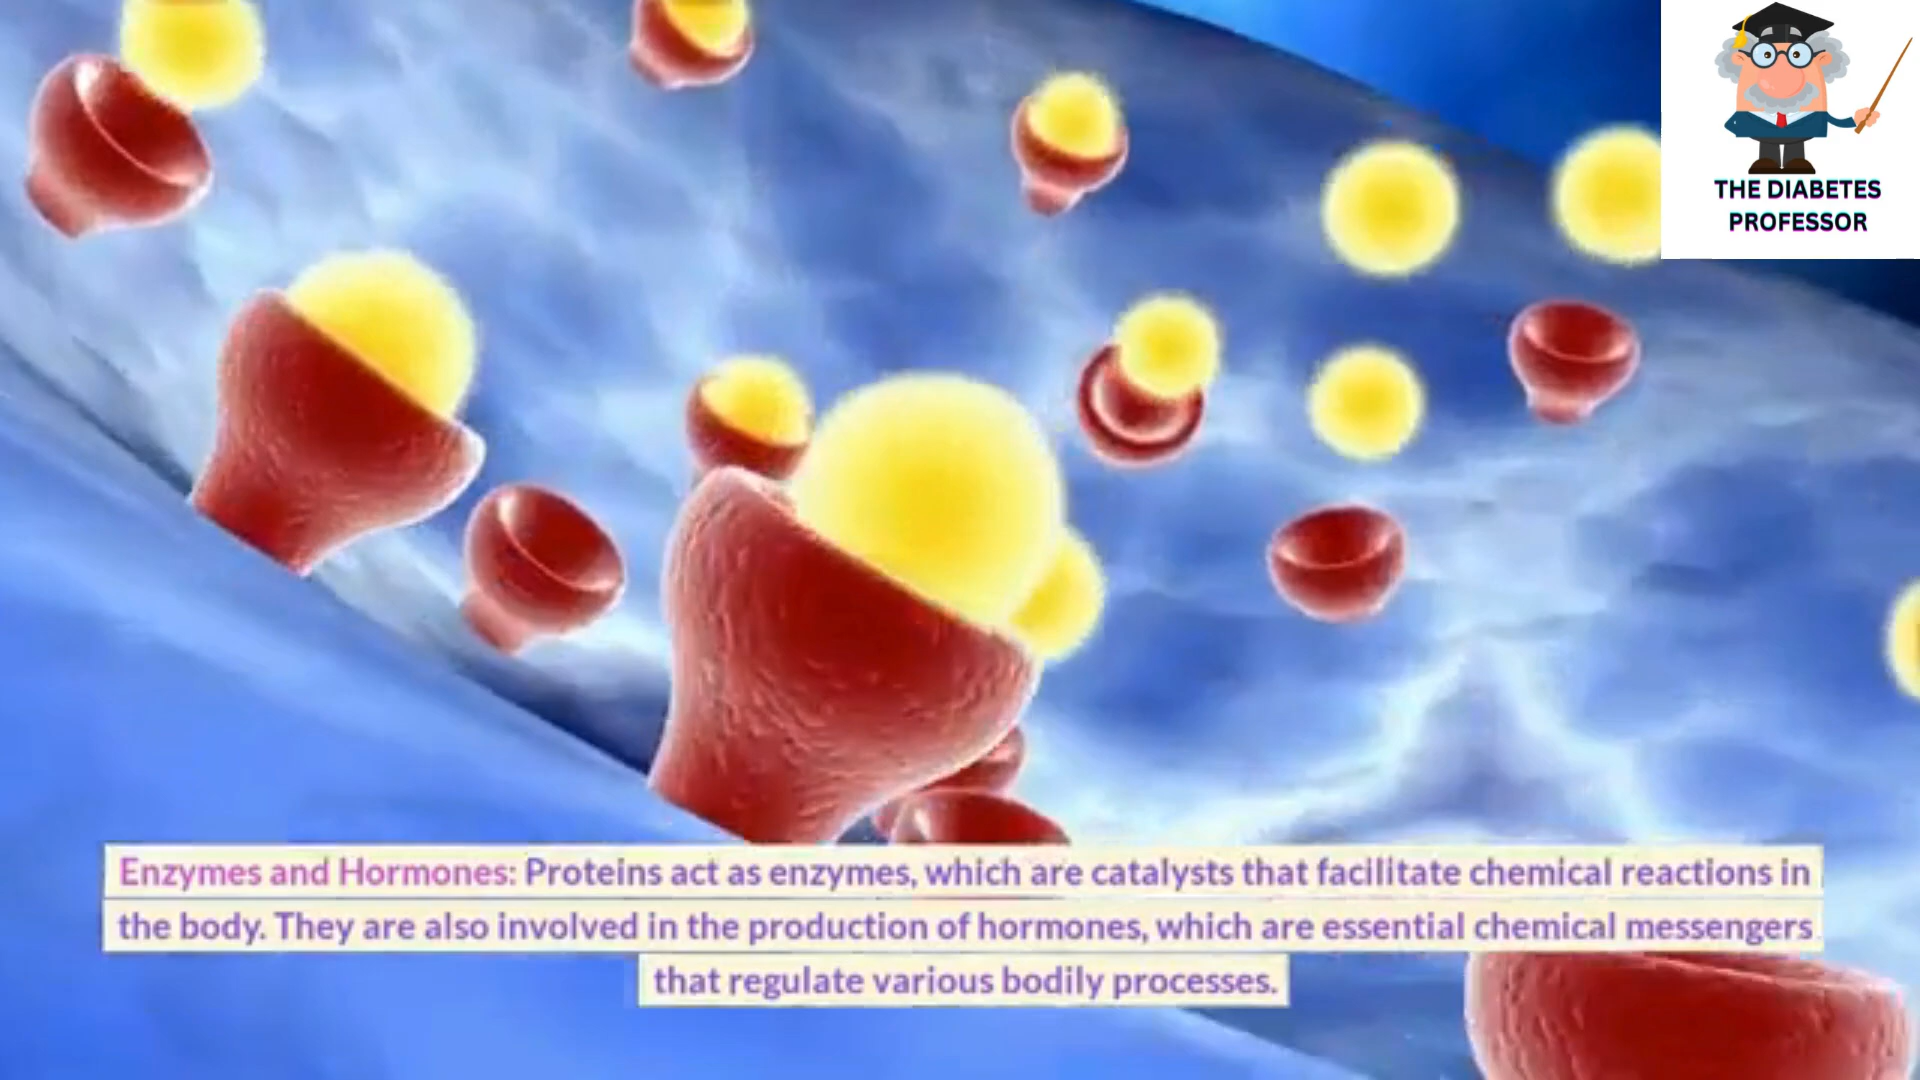 THE DIABETES
PROFESSOR
Enzymes and Hormones: Proteins act as enzymes, which are catalysts that facilitate chemical reactions in
the body. They are also involved in the production of hormones, which are essential chemical messengers
that regulate various bodily processes.